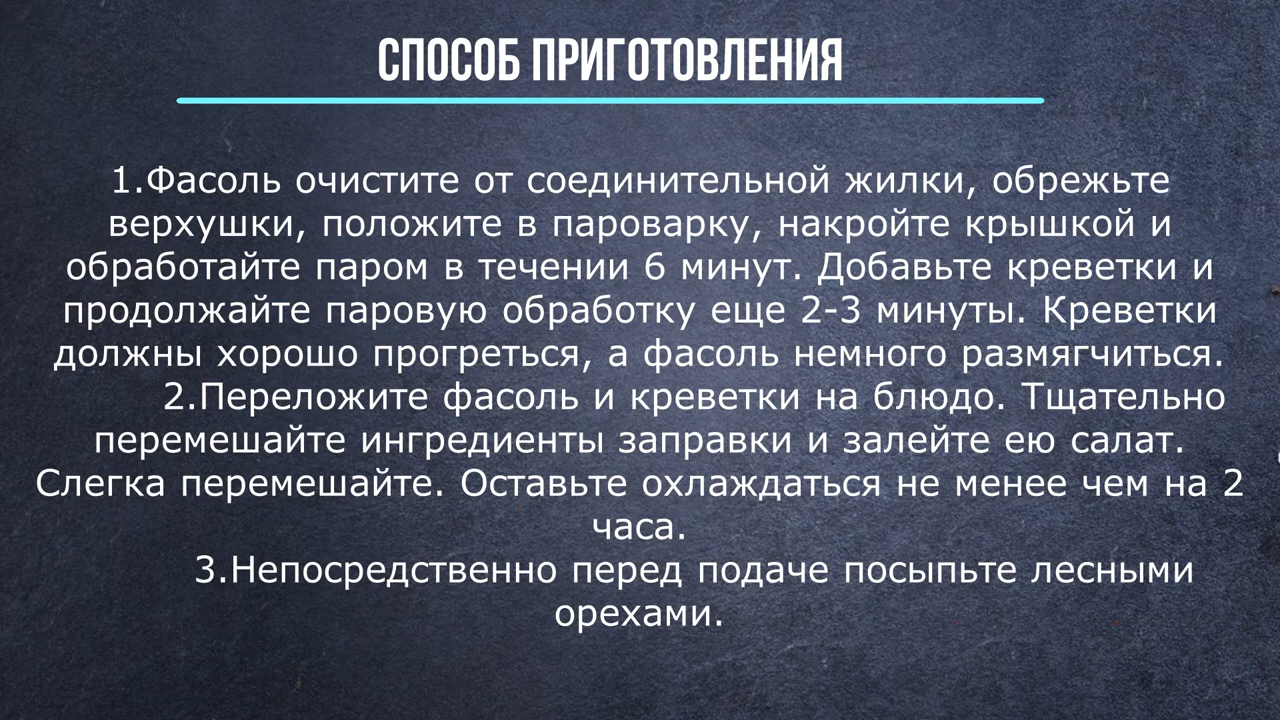 СПОСОБ ПРИГОТОВЛЕНИЯ
1.Фасоль очистите от соединительной жилки, обрежьте
верхушки, положите в пароварку, накройте крышкой и
обработайте паром в течении 6 минут. Добавьте креветки и
продолжайте паровую обработку еще 2-3 минуты. Креветки
должны хорошо прогреться, а фасоль немного размягчиться.
2.Переложите фасоль и креветки на блюдо. Тщательно
перемешайте ингредиенты заправки и залейте ею салат.
Слегка перемешайте. Оставьте охлаждаться не менее чем на 2
часа.
3.Непосредственно перед подаче посыпьте лесными
орехами.